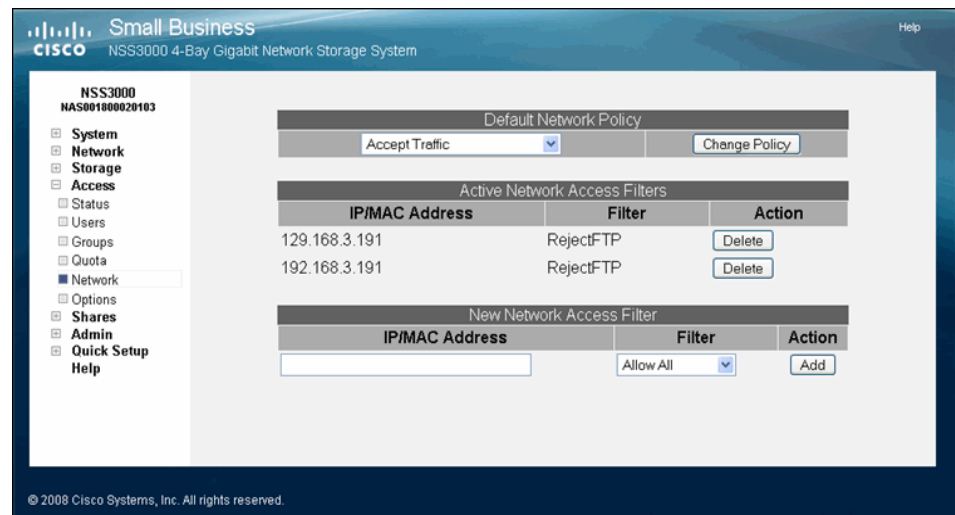 Small Business
CISCO NSS3000 4-Bay Gigabit Network Storage System
Help
NSS3000
NAS001800020103
System
Network
Storage
Access
Status
Users
Groups
Quota
Network
Options
Shares
Admin
Quick Setup
Help
Default Network Policy
Accept Traffic Change Policy
Active Network Access Filters
IP/MAC Address Filter Action
129.168.3.191 RejectFTP Delete
192.168.3.191 RejectFTP Delete
New Network Access Filter
IP/MAC Address Filter Action
Allow All Add
© 2008 Cisco Systems, Inc. All rights reserved.